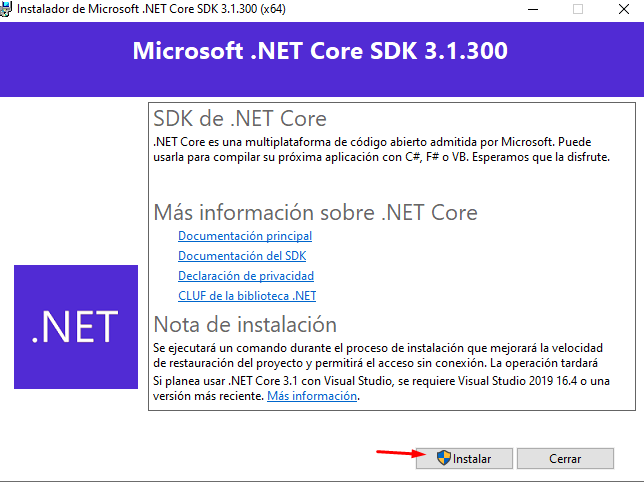 Instalador de Microsoft .NET Core SDK 3.1.300 (x64)
Microsoft .NET Core SDK 3.1.300
SDK de .NET Core
.NET Core es una multiplataforma de código abierto admitida por Microsoft. Puede
usarla para compilar su próxima aplicación con C#, F# o VB. Esperamos que la disfrute.
Más información sobre .NET Core
Documentación principal
Documentación del SDK
Declaración de privacidad
CLUF de la biblioteca .NET
.NET
Nota de instalación
Se ejecutará un comando durante el proceso de instalación que mejorará la velocidad
de restauración del proyecto y permitirá el acceso sin conexión. La operación tardará
Si planea usar .NET Core 3.1 con Visual Studio, se requiere Visual Studio 2019 16.4 o una
versión más reciente. Más información.
Instalar
Cerrar